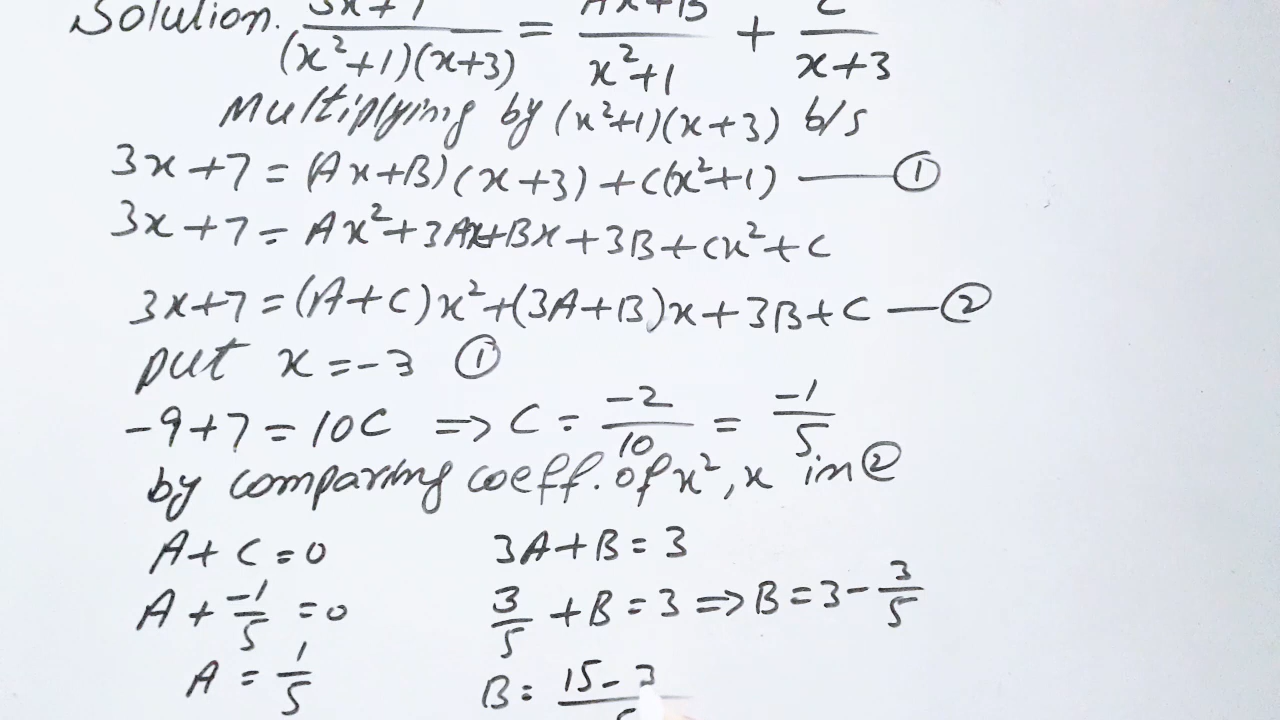 Solution. 3x+7/(x²+1)(x+3) = Ax+B/x²+1 + C/x+3
Multiplying by (x²+1)(x+3) b/s
3x+7 = (Ax+B)(x+3)+C(x²+1) — ①
3x+7 = Ax²+3Ax+Bx+3B+Cx²+C
3x+7 = (A+C)x²+(3A+B)x+3B+C — ②
put x = -3 ①
-9+7 = 10C => C = -2/10 = -1/5
by comparing coeff. of x², x in ②
A+C=0 3A+B=3
A + -1/5 = 0 3/5 + B = 3 => B = 3 - 3/5
A = 1/5 B = 15-3/5